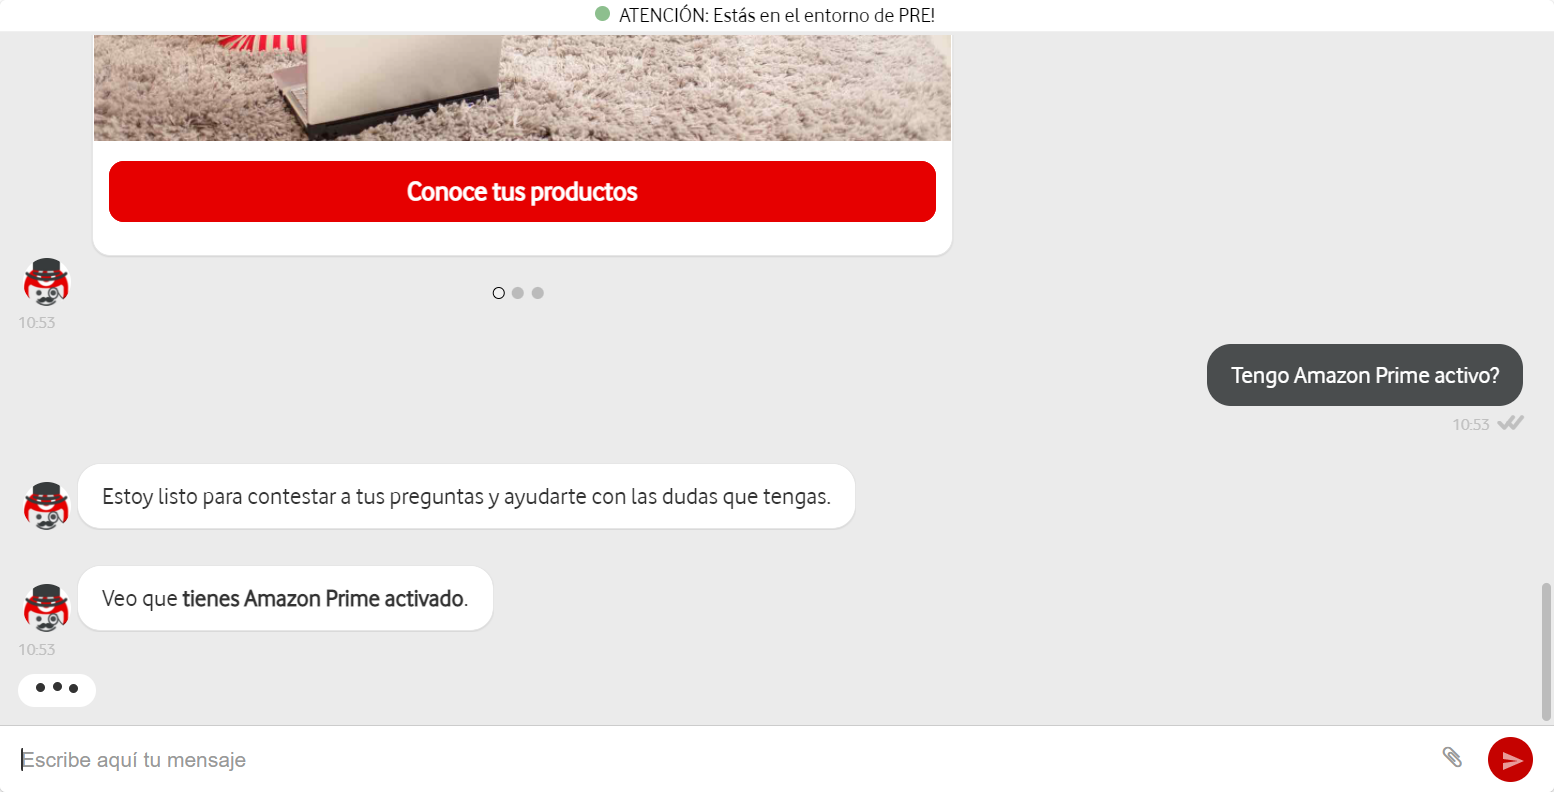 ATENCIÓN: Estás en el entorno de PRE!
Conoce tus productos
10:53
Tengo Amazon Prime activo?
10:53
Estoy listo para contestar a tus preguntas y ayudarte con las dudas que tengas.
Veo que tienes Amazon Prime activado.
10:53
Escribe aquí tu mensaje